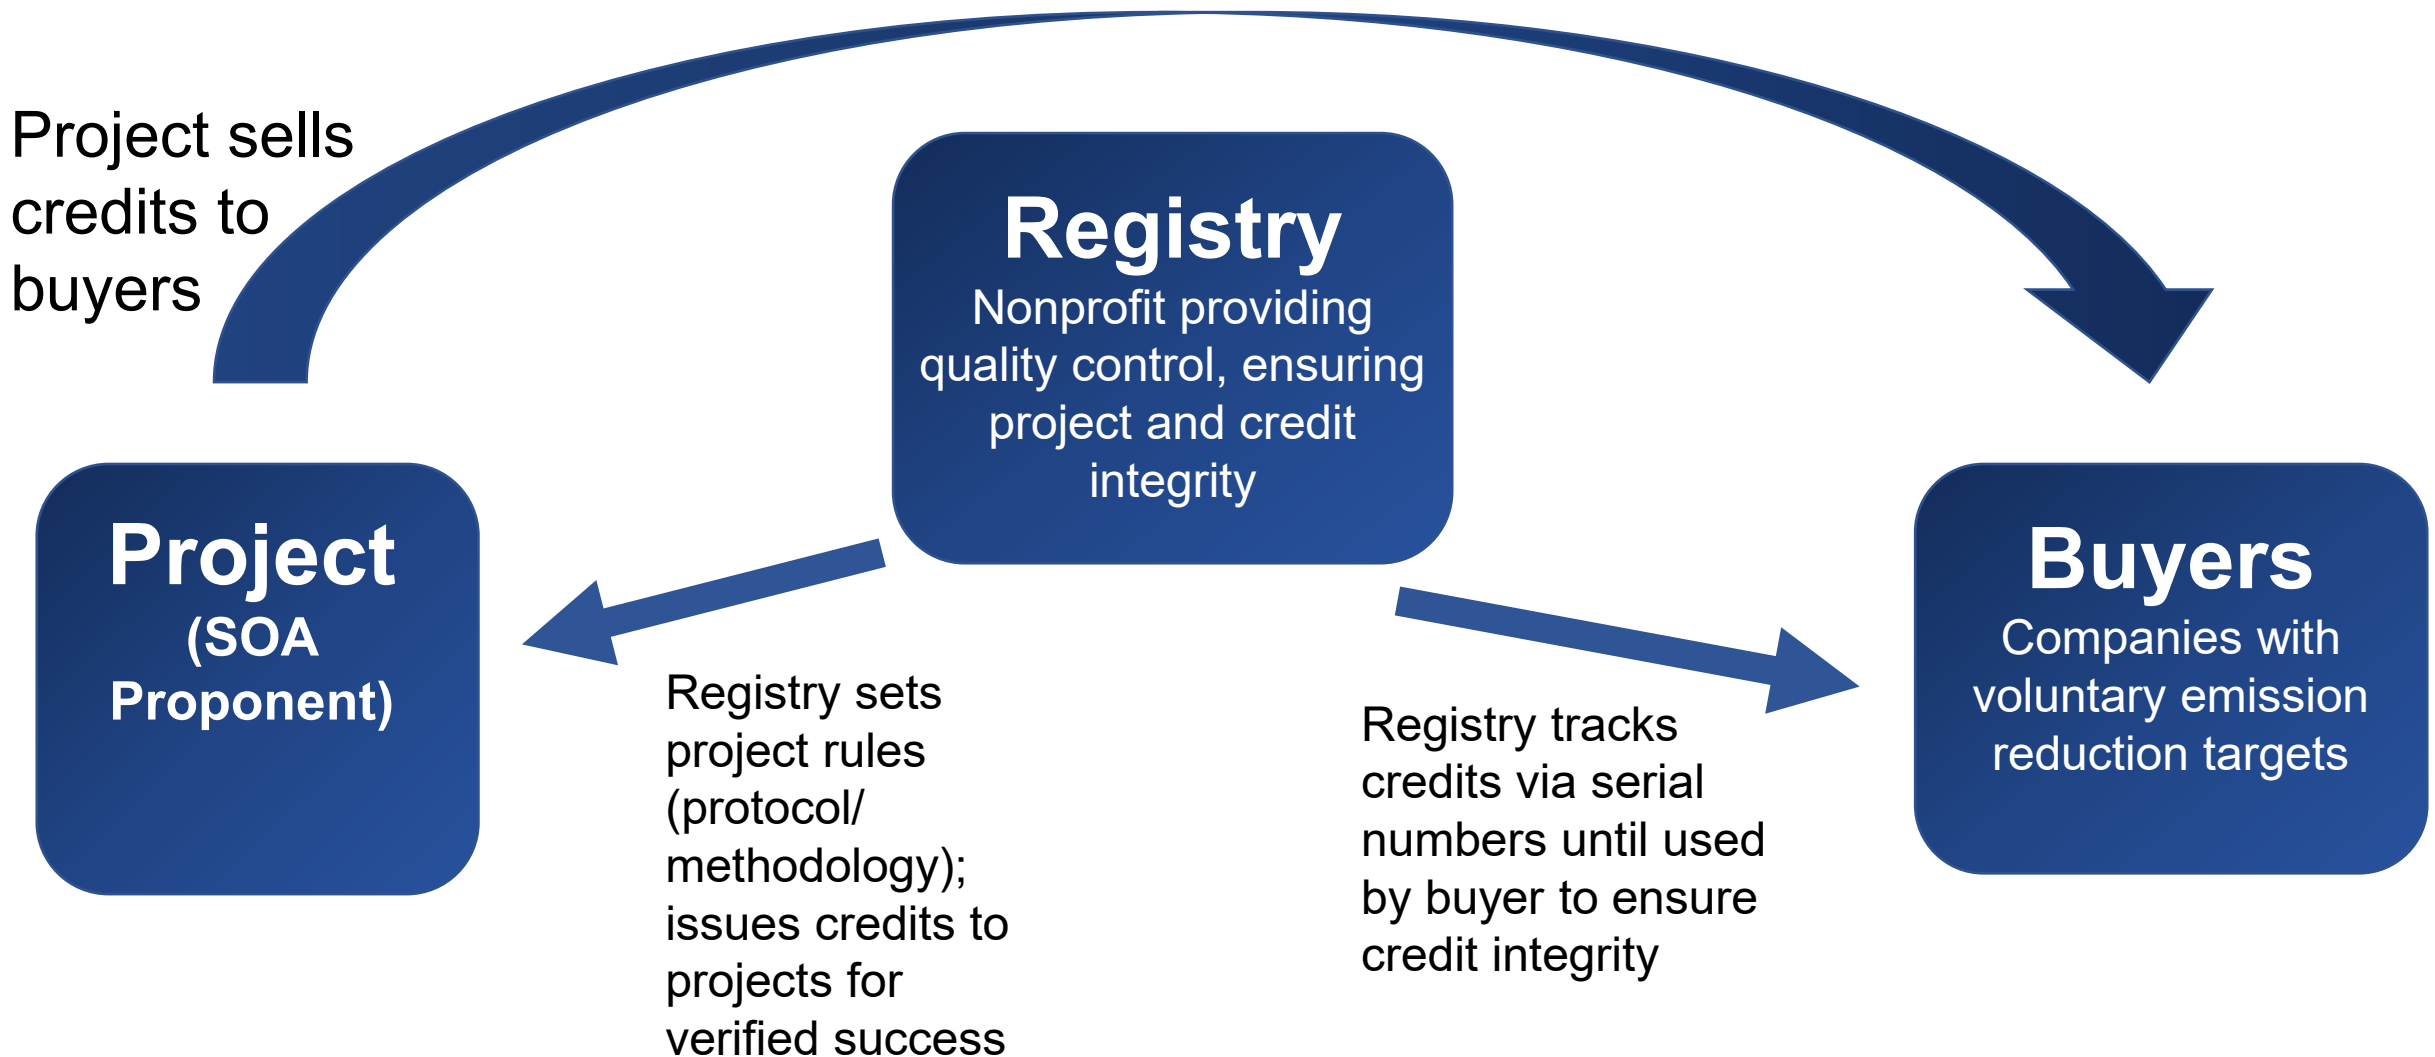 Project sells
credits to
buyers
Registry
Nonprofit providing
quality control, ensuring
project and credit
integrity
Project
(SOA
Proponent)
Buyers
Companies with
voluntary emission
reduction targets
Registry sets
project rules
(protocol/
methodology);
issues credits to
projects for
verified success
Registry tracks
credits via serial
numbers until used
by buyer to ensure
credit integrity